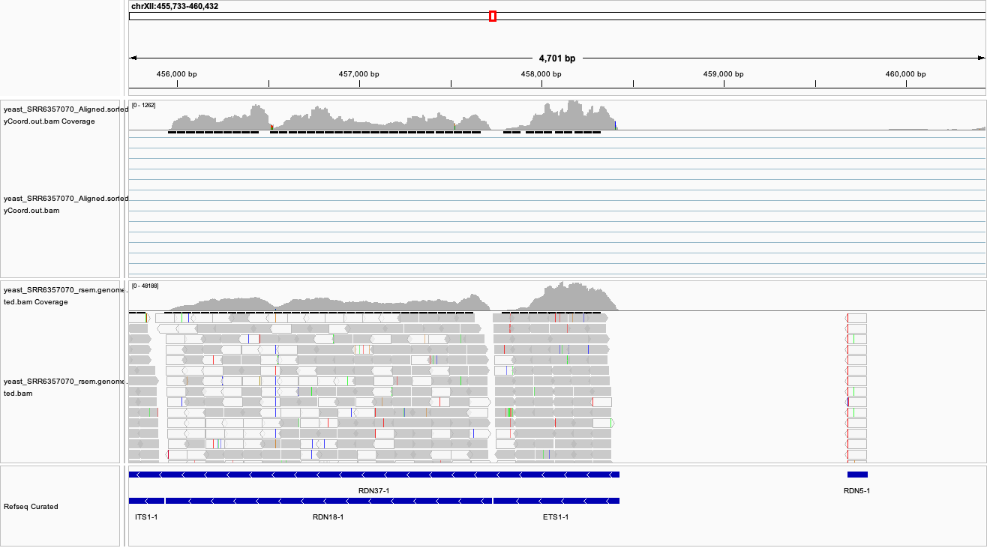 chrXII:455,733-460,432
4,701 bp
456,000 bp 457,000 bp 458,000 bp 459,000 bp 460,000 bp
yeast_SRR6357070_Aligned.sorted
yCoord.out.bam Coverage
[0 - 1262]
yeast_SRR6357070_Aligned.sorted
yCoord.out.bam
yeast_SRR6357070_rsem.genome.
ted.bam Coverage
[0 - 48188]
yeast_SRR6357070_rsem.genome.
ted.bam
Refseq Curated
RDN37-1 RDN5-1
ITS1-1 RDN18-1 ETS1-1